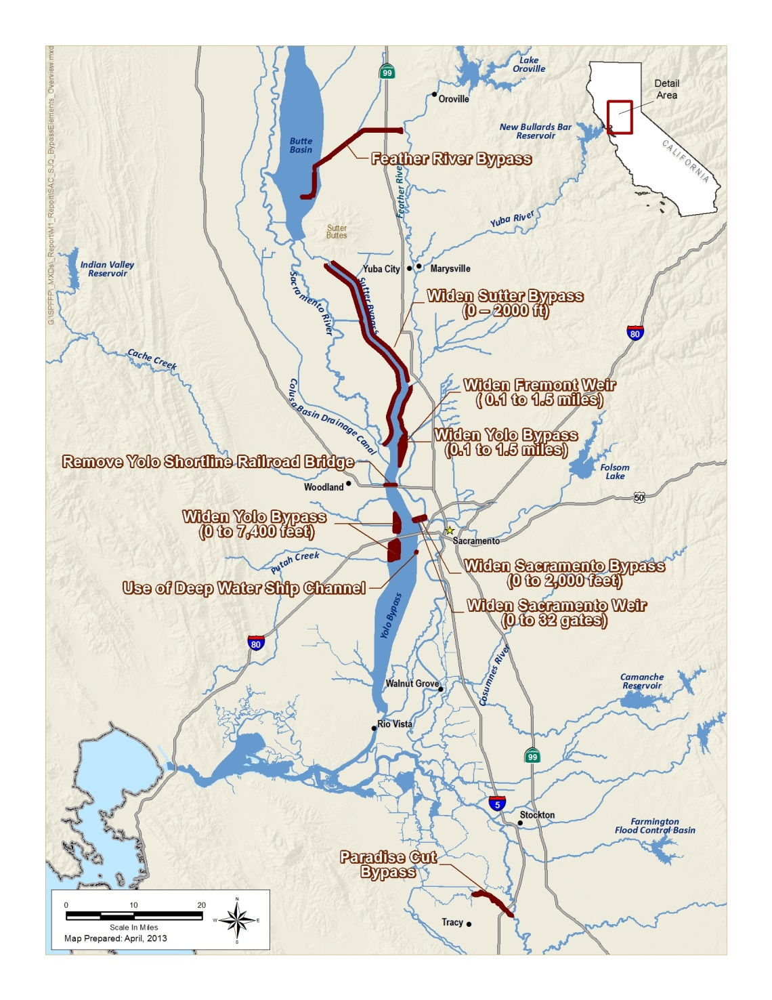 G:\SPFFP\_MXDs\_Report\M1_Report\SAC_SJQ_BypassElements_Overview.mxd
99
Lake
Oroville
Oroville
Detail
Area
CALIFORNIA
New Bullards Bar
Reservoir
Butte
Basin
Feather River Bypass
Feather River
Yuba River
Sutter
Buttes
Indian Valley
Reservoir
Yuba City
Marysville
Sacramento River
Sutter Bypass
Widen Sutter Bypass
(0 – 2000 ft)
80
Cache Creek
Colusa Basin Drainage Canal
Widen Fremont Weir
( 0.1 to 1.5 miles)
Widen Yolo Bypass
(0.1 to 1.5 miles)
Remove Yolo Shortline Railroad Bridge
Folsom
Lake
Woodland
50
Widen Yolo Bypass
(0 to 7,400 feet)
Sacramento
Putah Creek
Widen Sacramento Bypass
(0 to 2,000 feet)
Use of Deep Water Ship Channel
Widen Sacramento Weir
(0 to 32 gates)
Yolo Bypass
80
Cosumnes River
Walnut Grove
Camanche
Reservoir
Rio Vista
99
5
Stockton
Farmington
Flood Control Basin
Paradise Cut
Bypass
Tracy
0 10 20
Scale In Miles
Map Prepared: April, 2013
N
W E
S